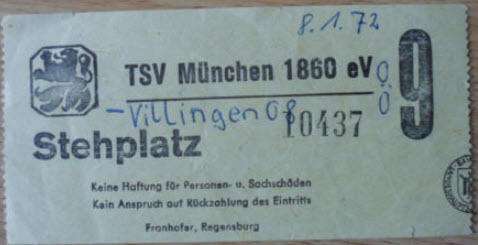 8.1.72
TSV München 1860 eV
9
0:0
- Villingen 08
10437
Stehplatz
Keine Haftung für Personen- u. Sachschäden
Kein Anspruch auf Rückzahlung des Eintritts
Fronhofer, Regensburg